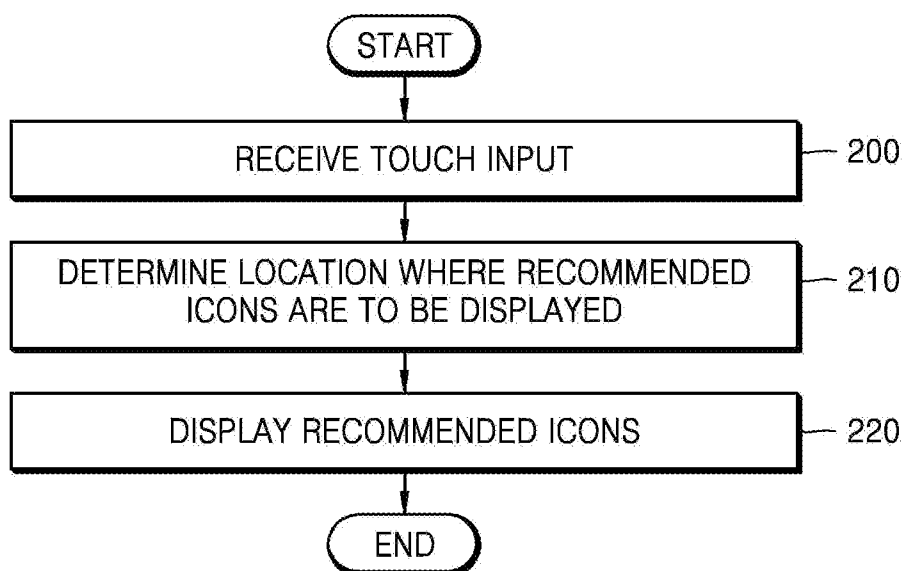 START
RECEIVE TOUCH INPUT
200
DETERMINE LOCATION WHERE RECOMMENDED
ICONS ARE TO BE DISPLAYED
210
DISPLAY RECOMMENDED ICONS
220
END